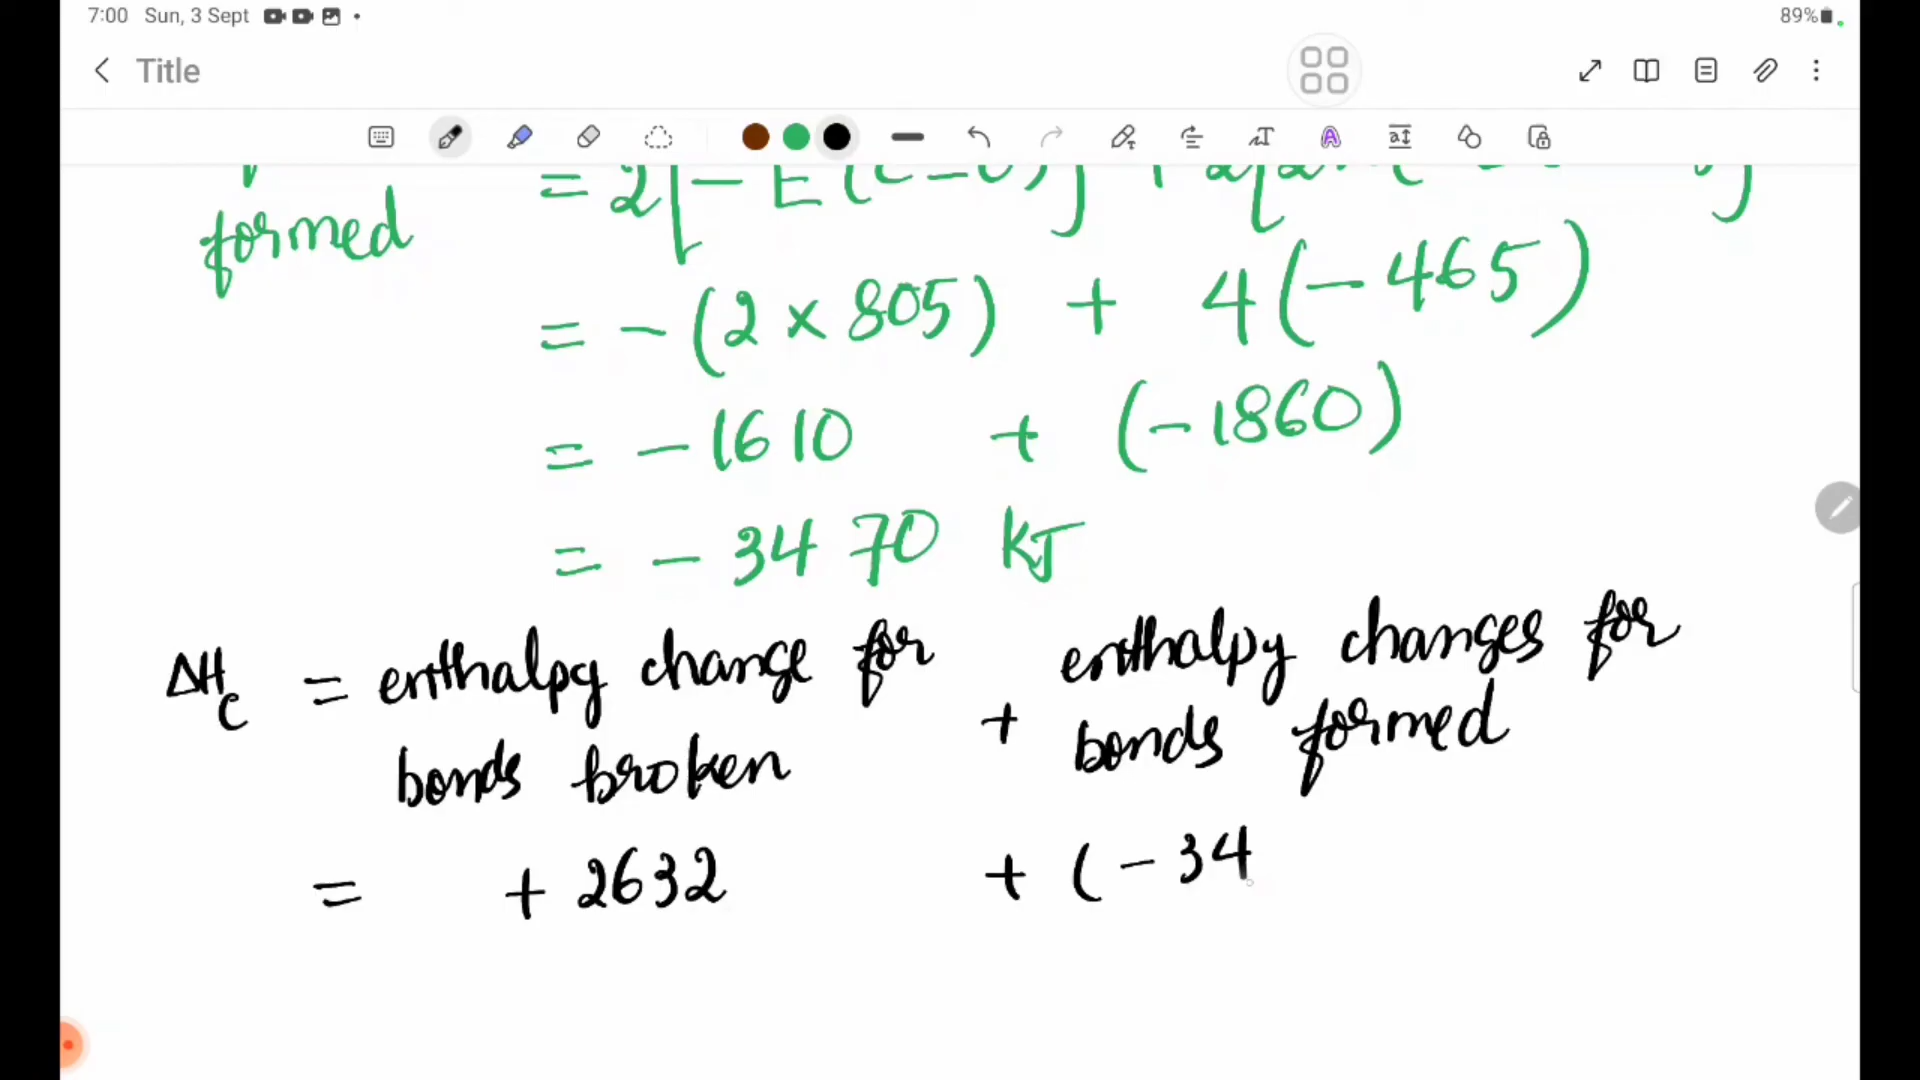 7:00 Sun, 3 Sept
89%
Title
formed
= - (2 × 805) + 4(-465)
= - 1610 + (-1860)
= - 3470 kJ
ΔHc = enthalpy change for + enthalpy changes for
bonds broken bonds formed
= + 2632 + (-34